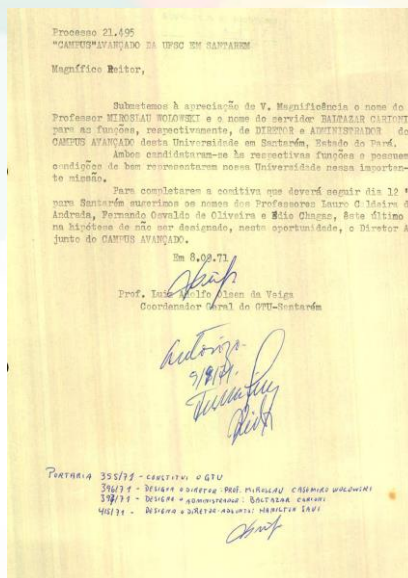 Processo 21.495
"CAMPUS"AVANÇADO DA UFSC EM SANTAREM
Magnífico Reitor,
Submetemos à apreciação de V. Magnificência o nome do
Professor MIROSLAU WOLOWSKI e o nome do servidor BALTAZAR CARIONI
para as funções, respectivamente, de DIRETOR e ADMINISTRADOR do
CAMPUS AVANÇADO desta Universidade em Santarém, Estado do Pará.
Ambos candidataram-se às respectivas funções e possuem
condições de bem representarem nossa Universidade nessa importan-
te missão.
Para completarem a comitiva que deverá seguir dia 12
para Santarém sugerimos os nomes dos Professores Lauro Caldeira d
Andrada, Fernando Osvaldo de Oliveira e Édio Chagas, êste último
na hipótese de não ser designado, nesta oportunidade, o Diretor A
junto do CAMPUS AVANÇADO.
Em 8.09.71
Prof. Luiz Adolfo Olsen da Veiga
Coordenador Geral do GTU-Santarém
Autorizo.
9/9/71.
PORTARIA 355/71 - CONSTITUI O GTU
396/71 - DESIGNA O DIRETOR: PROF. MIROSLAU CASEMIRO WOLOWSKI
397/71 - DESIGNA O ADMINISTRADOR: BALTAZAR CARIONI
415/71 - DESIGNA O DIRETOR-ADJUNTO: HAMILTON SAVI